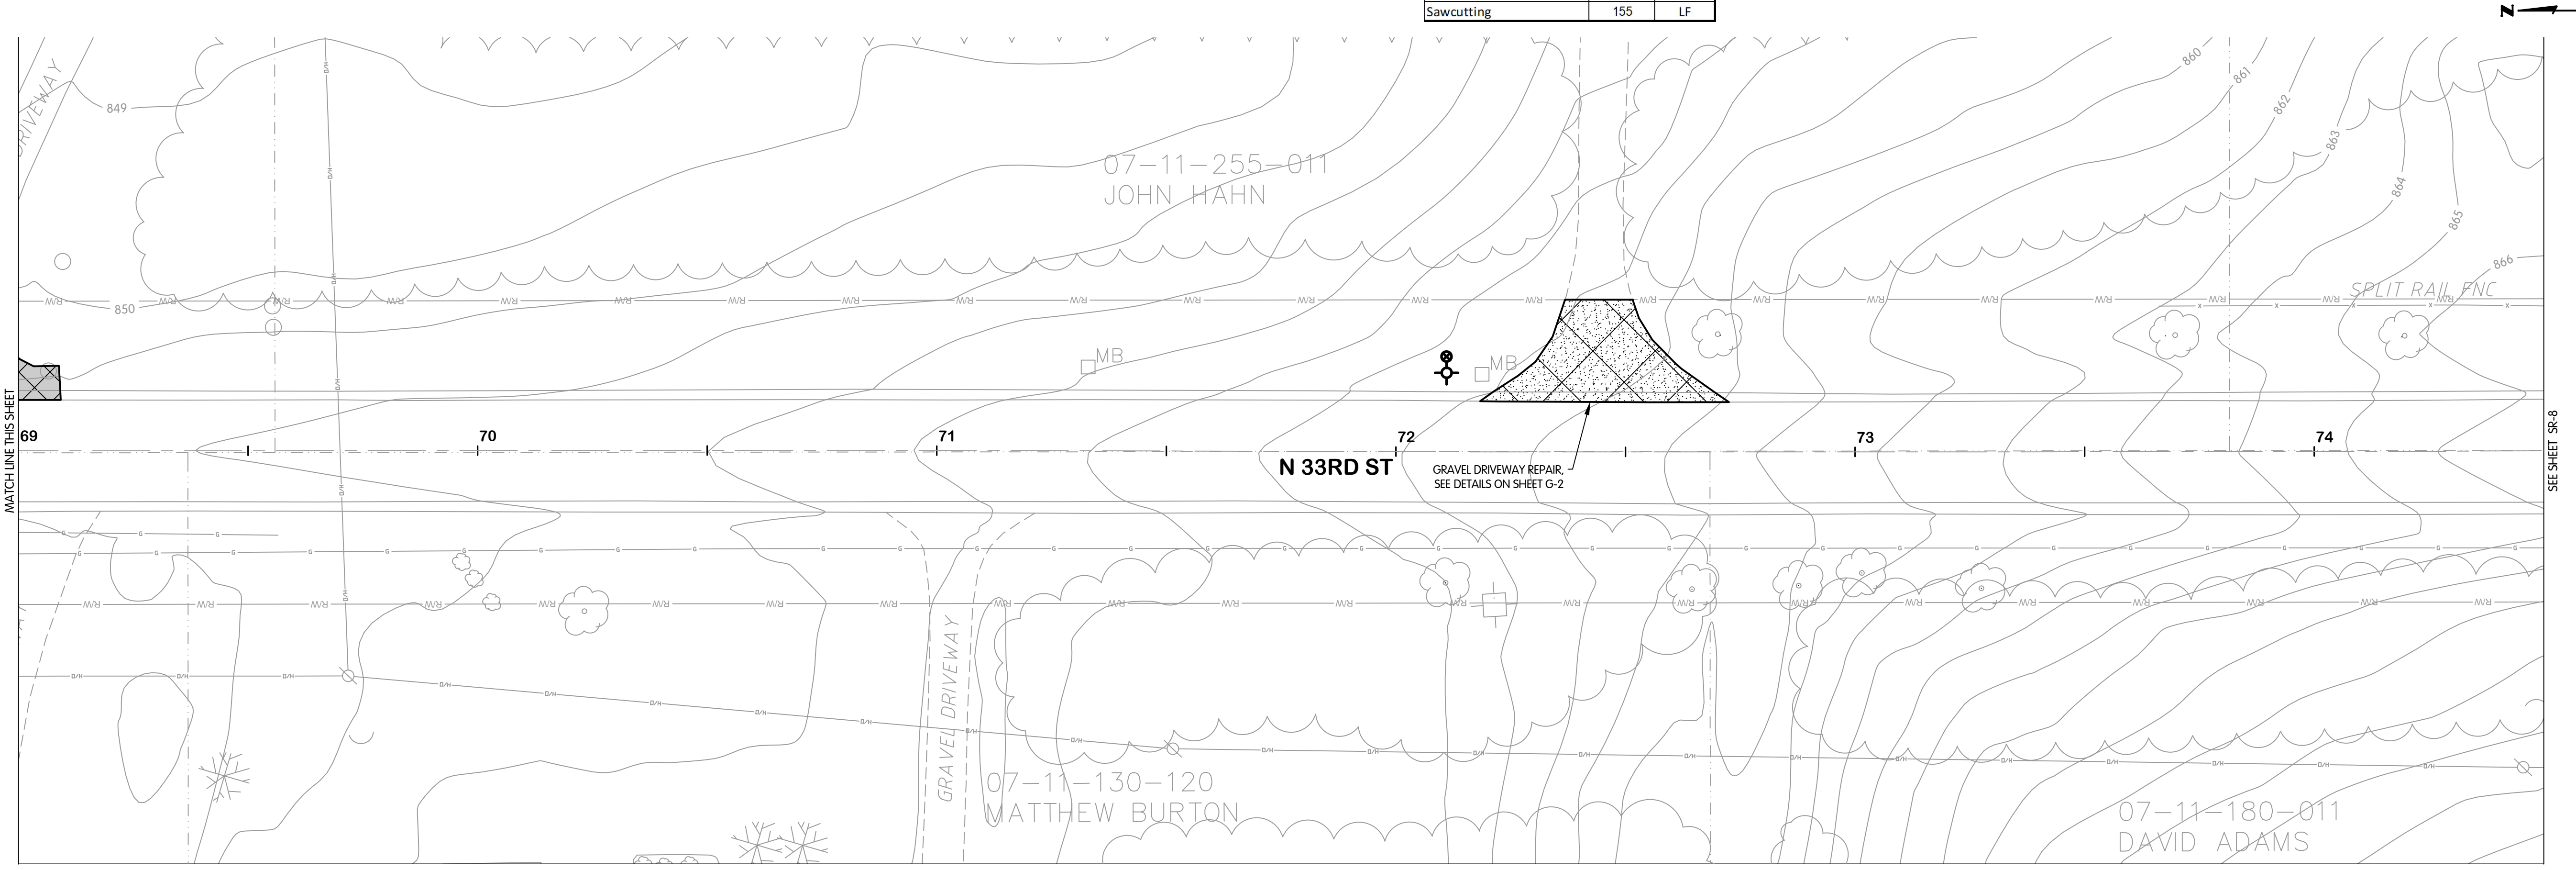 Sawcutting 155 LF
N
DRIVEWAY
849
860
861
862
863
864
865
866
07-11-255-011
JOHN HAHN
850
SPLIT RAIL FNC
MB
MB
MATCH LINE THIS SHEET
69
70
71
72
73
74
N 33RD ST
GRAVEL DRIVEWAY REPAIR,
SEE DETAILS ON SHEET G-2
SEE SHEET SR-8
GRAVEL DRIVEWAY
07-11-130-120
MATTHEW BURTON
07-11-180-011
DAVID ADAMS
R/W
G
O/H
x